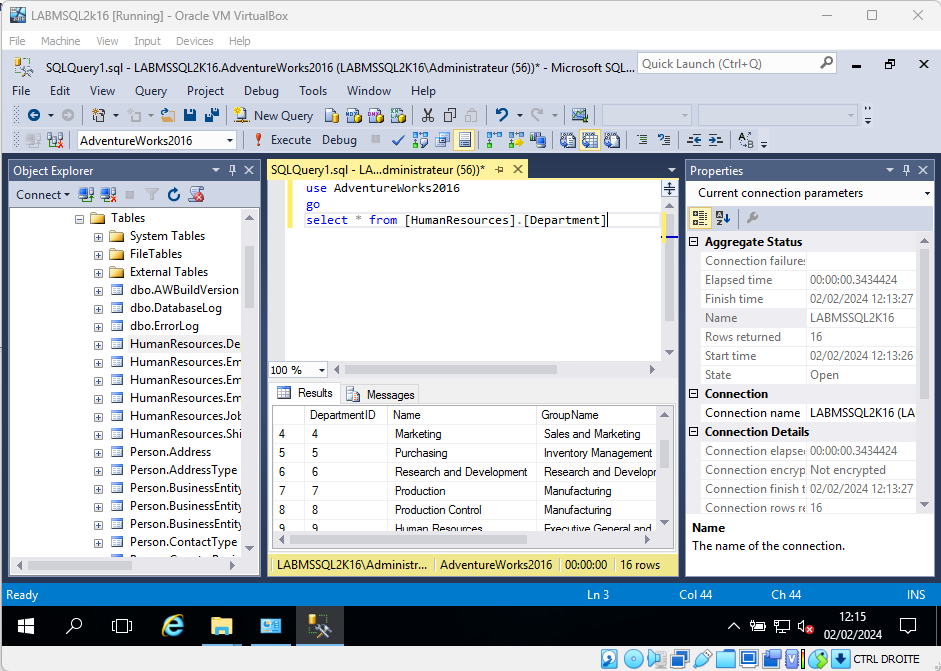 LABMSQL2k16 [Running] - Oracle VM VirtualBox
File Machine View Input Devices Help
SQLQuery1.sql - LABMSSQL2K16.AdventureWorks2016 (LABMSSQL2K16\Administrateur (56))* - Microsoft SQL...
Quick Launch (Ctrl+Q)
File Edit View Query Project Debug Tools Window Help
New Query
AdventureWorks2016
Execute Debug
Object Explorer
Connect
Tables
System Tables
FileTables
External Tables
dbo.AWBuildVersion
dbo.DatabaseLog
dbo.ErrorLog
HumanResources.De
HumanResources.Em
HumanResources.Em
HumanResources.Em
HumanResources.Job
HumanResources.Shi
Person.Address
Person.AddressType
Person.BusinessEntity
Person.BusinessEntity
Person.BusinessEntity
Person.ContactType
SQLQuery1.sql - LA...dministrateur (56))*
use AdventureWorks2016
go
select * from [HumanResources].[Department]
100 %
Results Messages
DepartmentID Name GroupName
4 4 Marketing Sales and Marketing
5 5 Purchasing Inventory Management
6 6 Research and Development Research and Developr
7 7 Production Manufacturing
8 8 Production Control Manufacturing
9 9 Human Resources Executive General and
LABMSSQL2K16\Administr... AdventureWorks2016 00:00:00 16 rows
Properties
Current connection parameters
Aggregate Status
Connection failures
Elapsed time 00:00:00.3434424
Finish time 02/02/2024 12:13:27
Name LABMSSQL2K16
Rows returned 16
Start time 02/02/2024 12:13:26
State Open
Connection
Connection name LABMSSQL2K16 (LA
Connection Details
Connection elapse 00:00:00.3434424
Connection encryp Not encrypted
Connection finish t 02/02/2024 12:13:27
Connection rows re 16
Name
The name of the connection.
Ready Ln 3 Col 44 Ch 44 INS
12:15
02/02/2024
CTRL DROITE